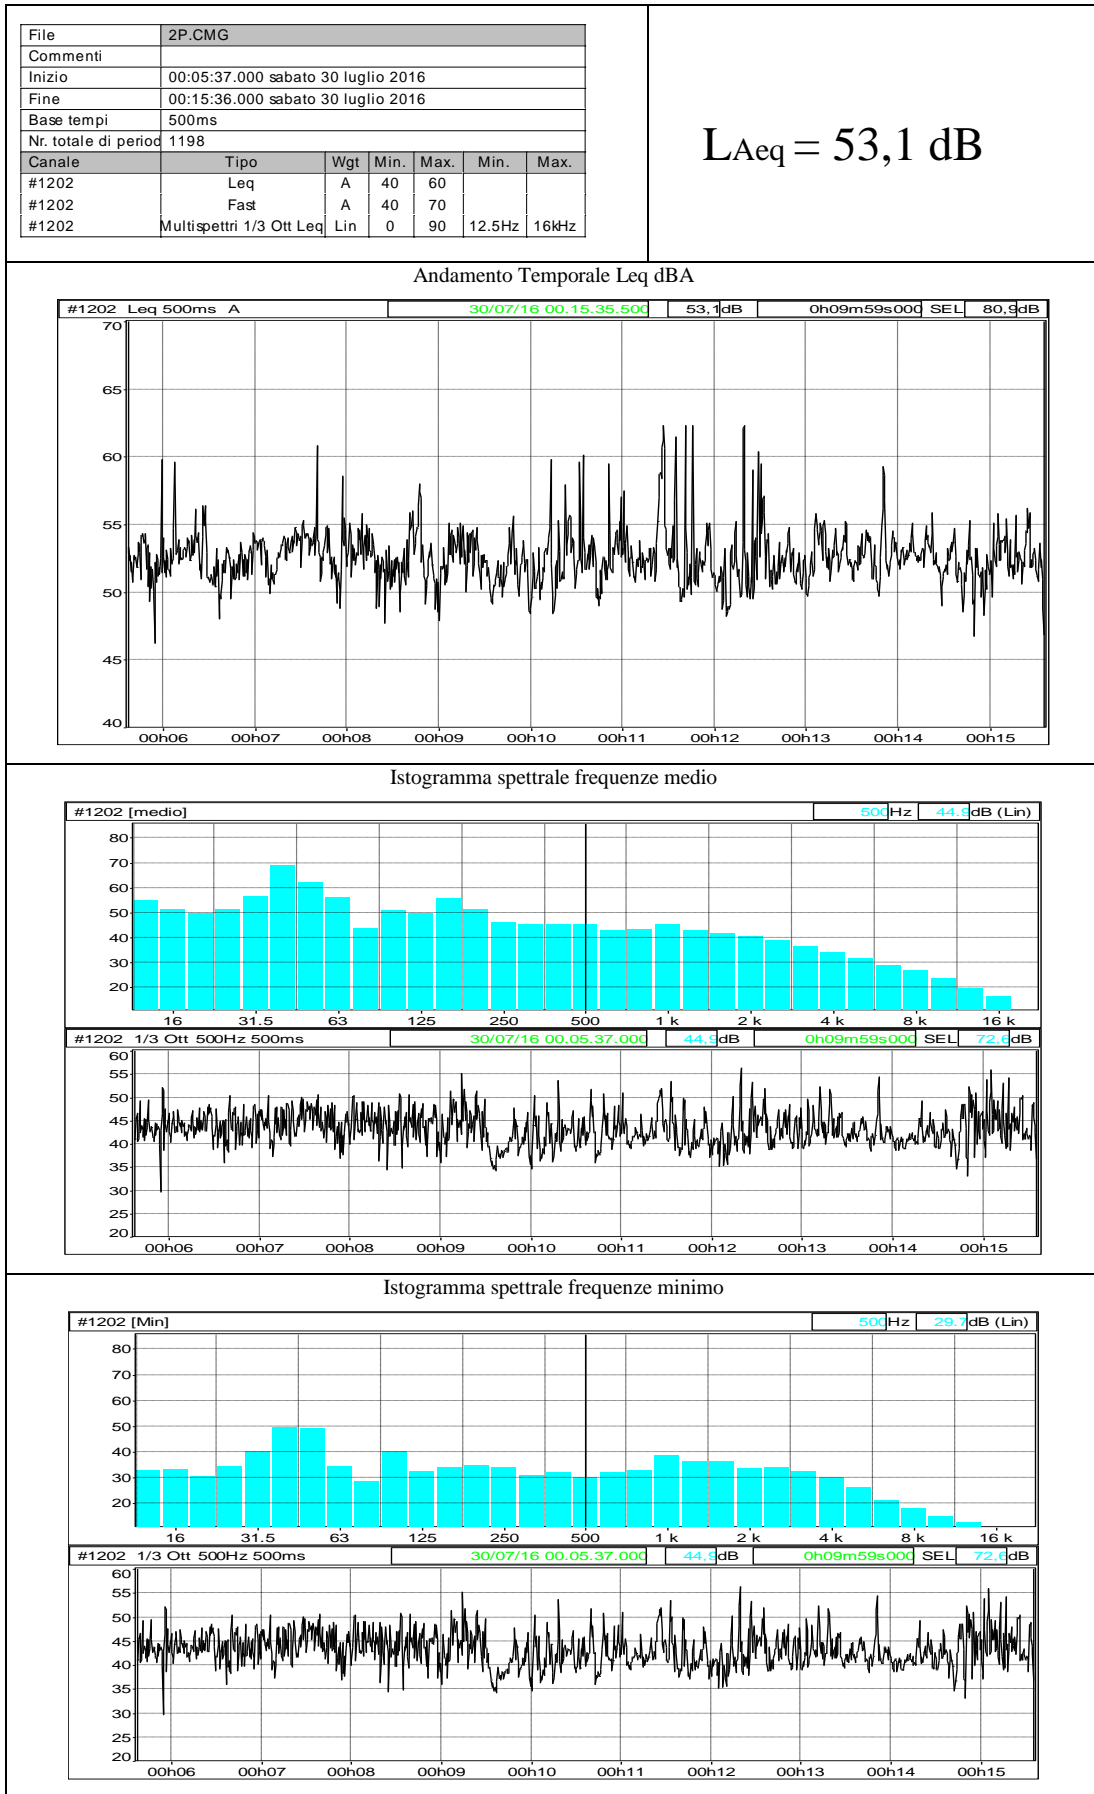 File 2P.CMG
Commenti
Inizio 00:05:37.000 sabato 30 luglio 2016
Fine 00:15:36.000 sabato 30 luglio 2016
Base tempi 500ms
Nr. totale di period 1198
Canale Tipo Wgt Min. Max. Min. Max.
#1202 Leq A 40 60
#1202 Fast A 40 70
#1202 Multispettri 1/3 Ott Leq Lin 0 90 12.5Hz 16kHz
LAeq = 53,1 dB
Andamento Temporale Leq dBA
#1202 Leq 500ms A 30/07/16 00.15.35.500 53,1dB 0h09m59s000 SEL 80,9dB
70
65
60
55
50
45
40
00h06 00h07 00h08 00h09 00h10 00h11 00h12 00h13 00h14 00h15
Istogramma spettrale frequenze medio
#1202 [medio] 500Hz 44.9dB (Lin)
80
70
60
50
40
30
20
16 31.5 63 125 250 500 1 k 2 k 4 k 8 k 16 k
#1202 1/3 Ott 500Hz 500ms 30/07/16 00.05.37.000 44,9dB 0h09m59s000 SEL 72,6dB
60
55
50
45
40
35
30
25
20
00h06 00h07 00h08 00h09 00h10 00h11 00h12 00h13 00h14 00h15
Istogramma spettrale frequenze minimo
#1202 [Min] 500Hz 29.7dB (Lin)
80
70
60
50
40
30
20
16 31.5 63 125 250 500 1 k 2 k 4 k 8 k 16 k
#1202 1/3 Ott 500Hz 500ms 30/07/16 00.05.37.000 44,9dB 0h09m59s000 SEL 72,6dB
60
55
50
45
40
35
30
25
20
00h06 00h07 00h08 00h09 00h10 00h11 00h12 00h13 00h14 00h15